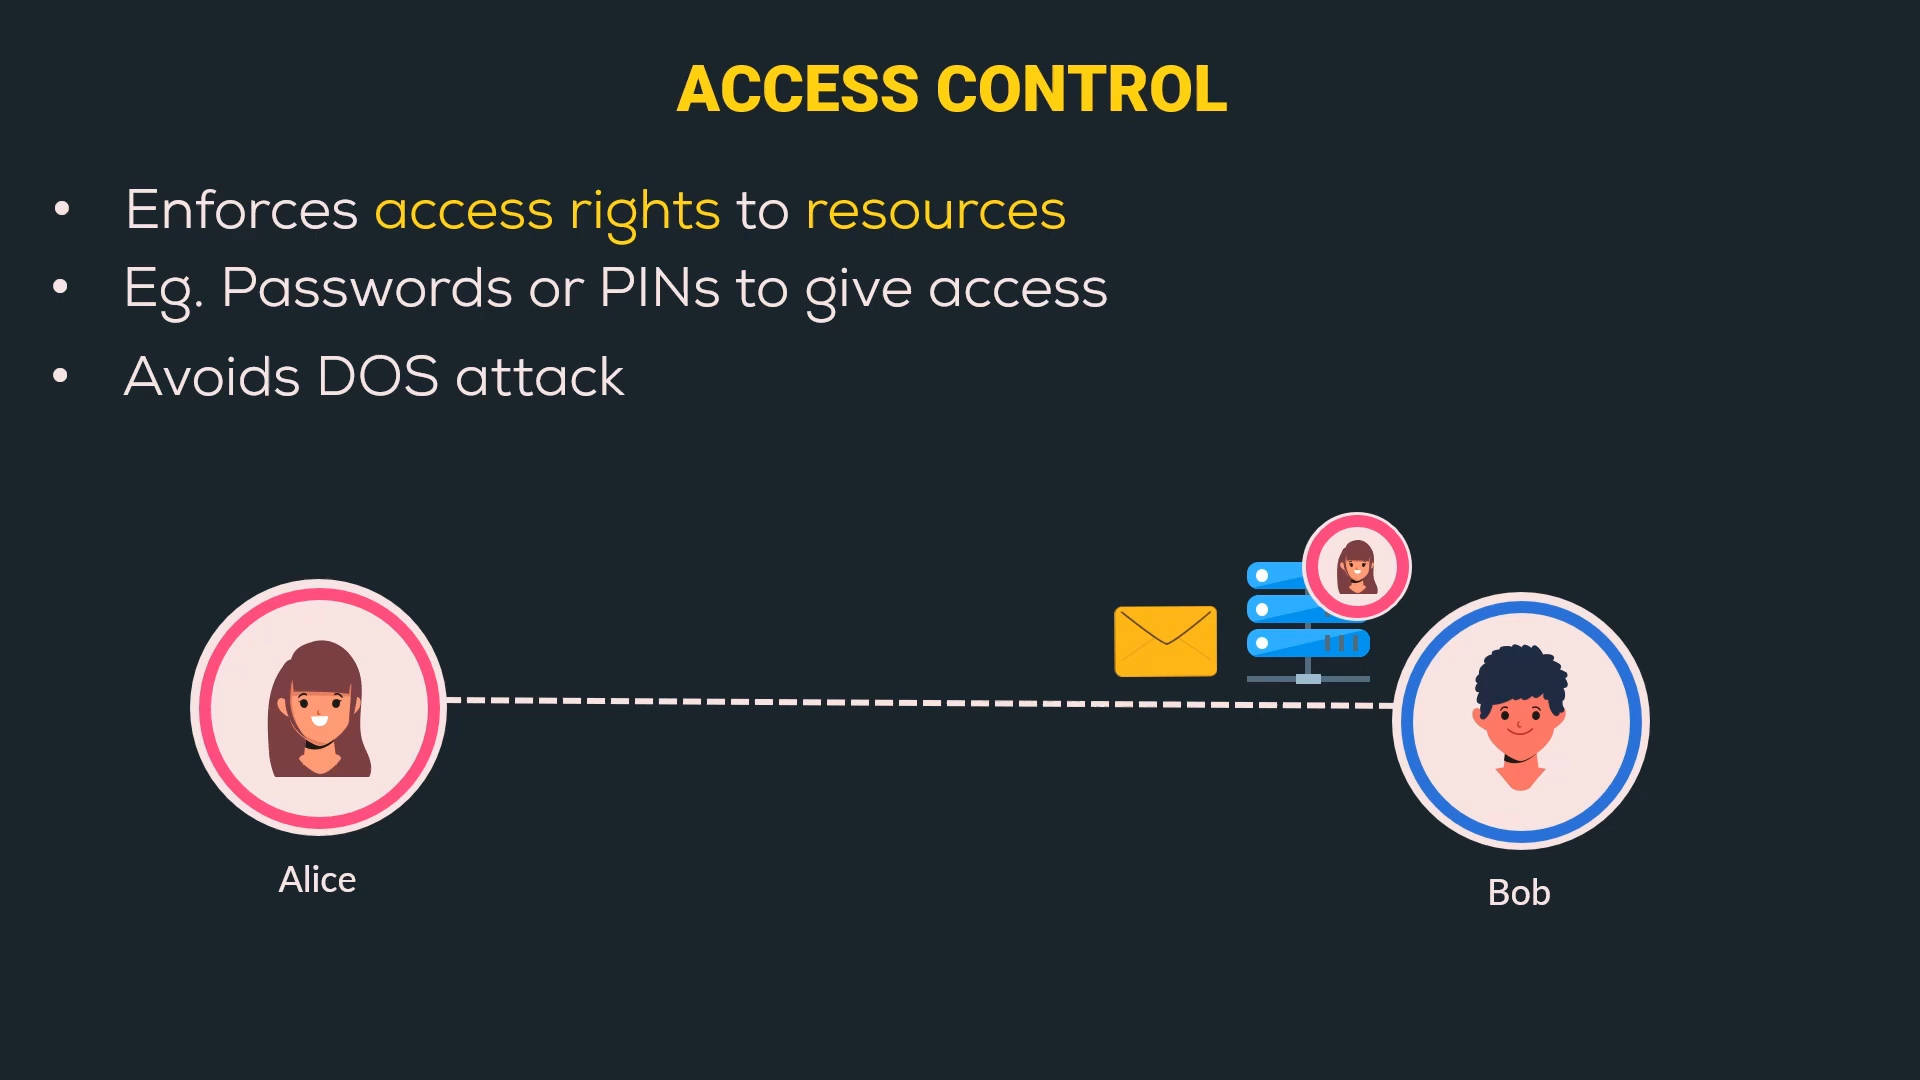 ACCESS CONTROL
• Enforces access rights to resources
• Eg. Passwords or PINs to give access
• Avoids DOS attack
Alice
Bob